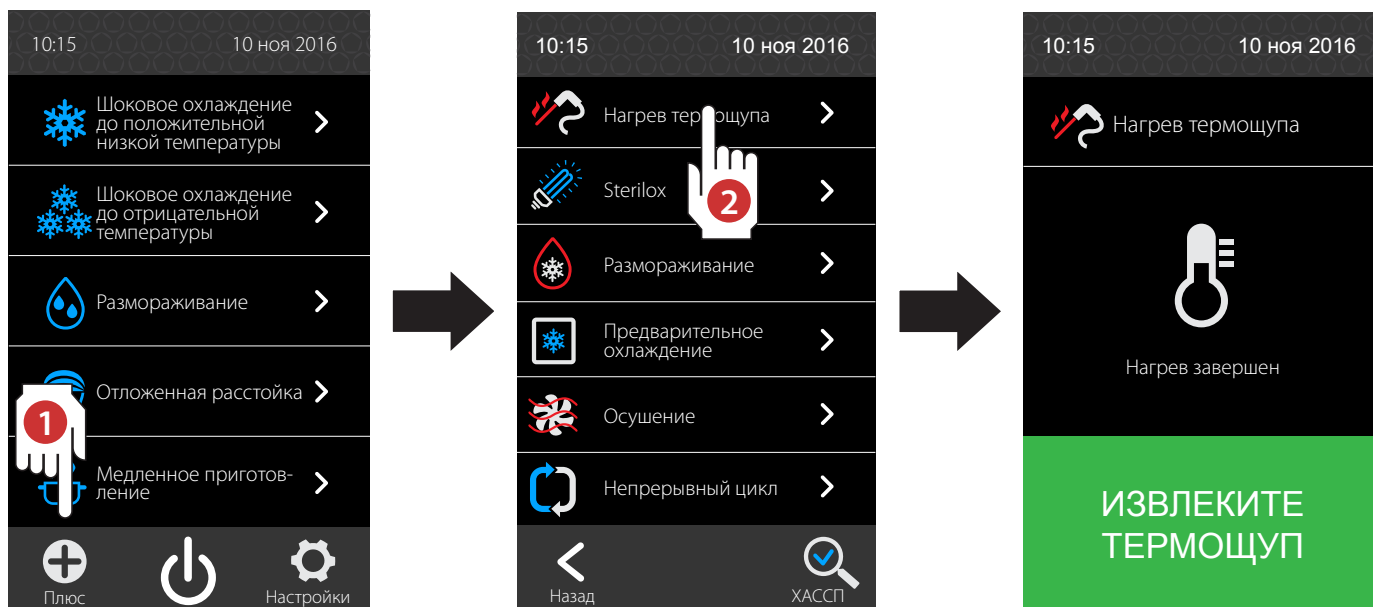 10:15
10 ноя 2016
Шоковое охлаждение
до положительной
низкой температуры
Шоковое охлаждение
до отрицательной
температуры
Размораживание
Отложенная расстойка
1
Медленное приготов-
ление
Плюс
Настройки
10:15
10 ноя 2016
Нагрев термощупа
Sterilox
2
Размораживание
Предварительное
охлаждение
Осушение
Непрерывный цикл
Назад
ХАССП
10:15
10 ноя 2016
Нагрев термощупа
Нагрев завершен
ИЗВЛЕКИТЕ
ТЕРМОЩУП